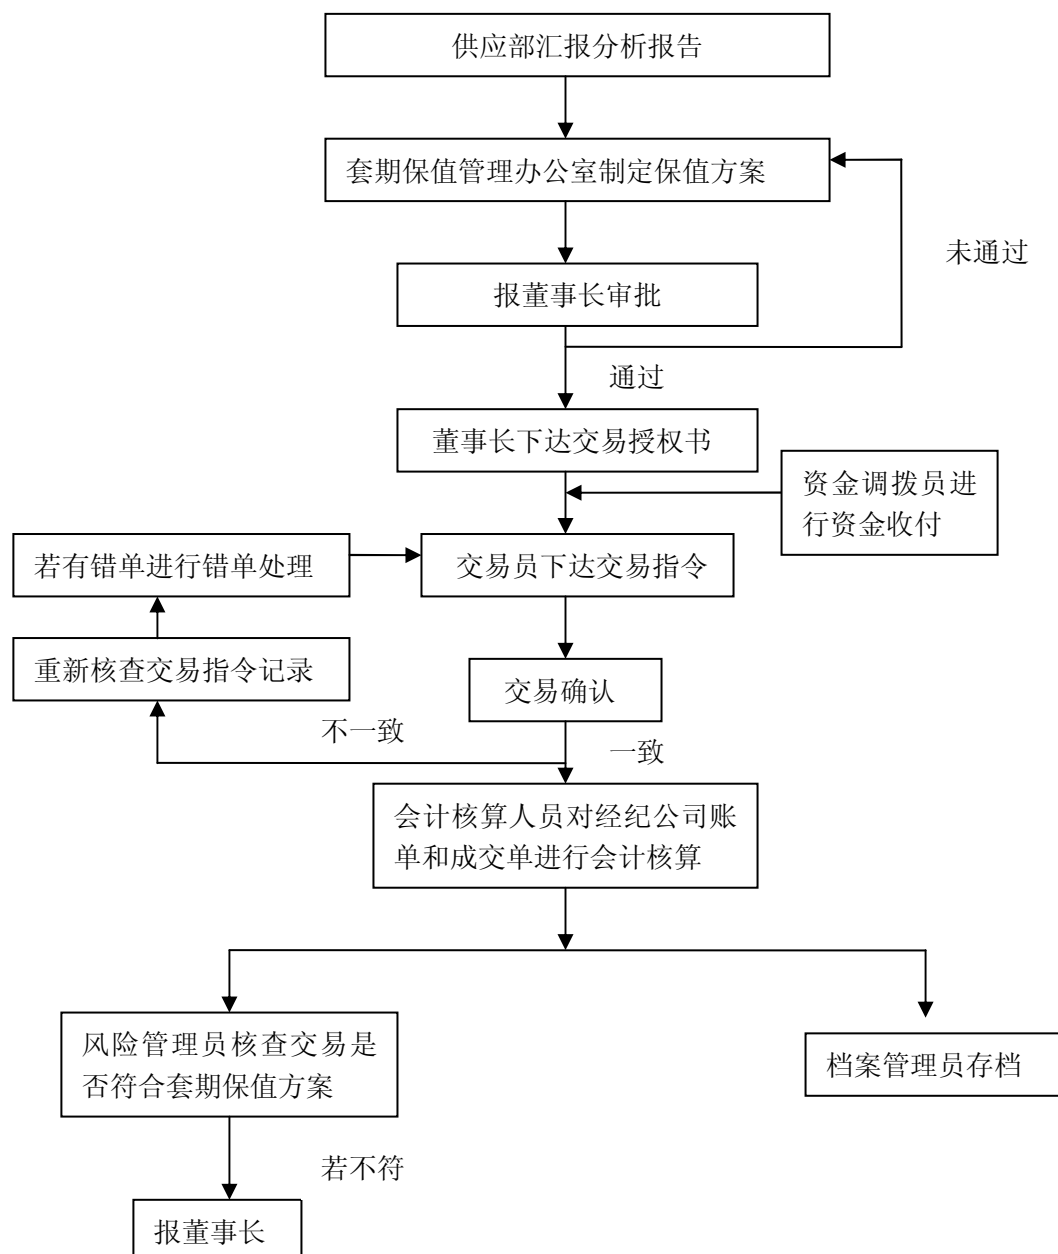 供应部汇报分析报告
套期保值管理办公室制定保值方案
未通过
报董事长审批
通过
董事长下达交易授权书
资金调拨员进
行资金收付
若有错单进行错单处理
交易员下达交易指令
重新核查交易指令记录
交易确认
不一致
一致
会计核算人员对经纪公司账
单和成交单进行会计核算
风险管理员核查交易是
否符合套期保值方案
档案管理员存档
若不符
报董事长